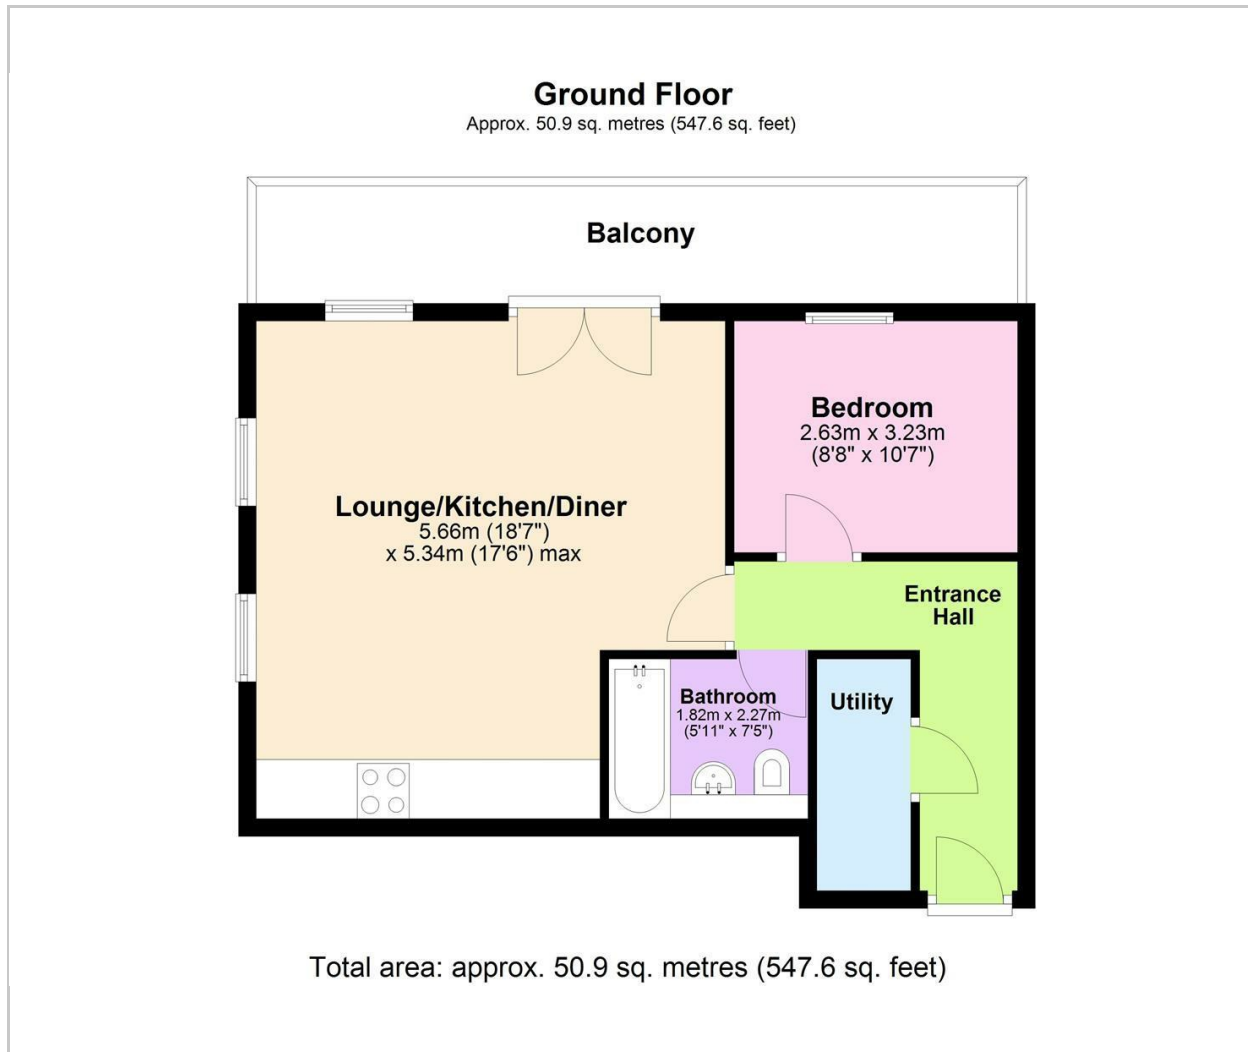 Ground Floor
Approx. 50.9 sq. metres (547.6 sq. feet)
Balcony
Bedroom
2.63m x 3.23m
(8'8" x 10'7")
Lounge/Kitchen/Diner
5.66m (18'7")
x 5.34m (17'6") max
Entrance
Hall
Bathroom
1.82m x 2.27m
(5'11" x 7'5")
Utility
Total area: approx. 50.9 sq. metres (547.6 sq. feet)